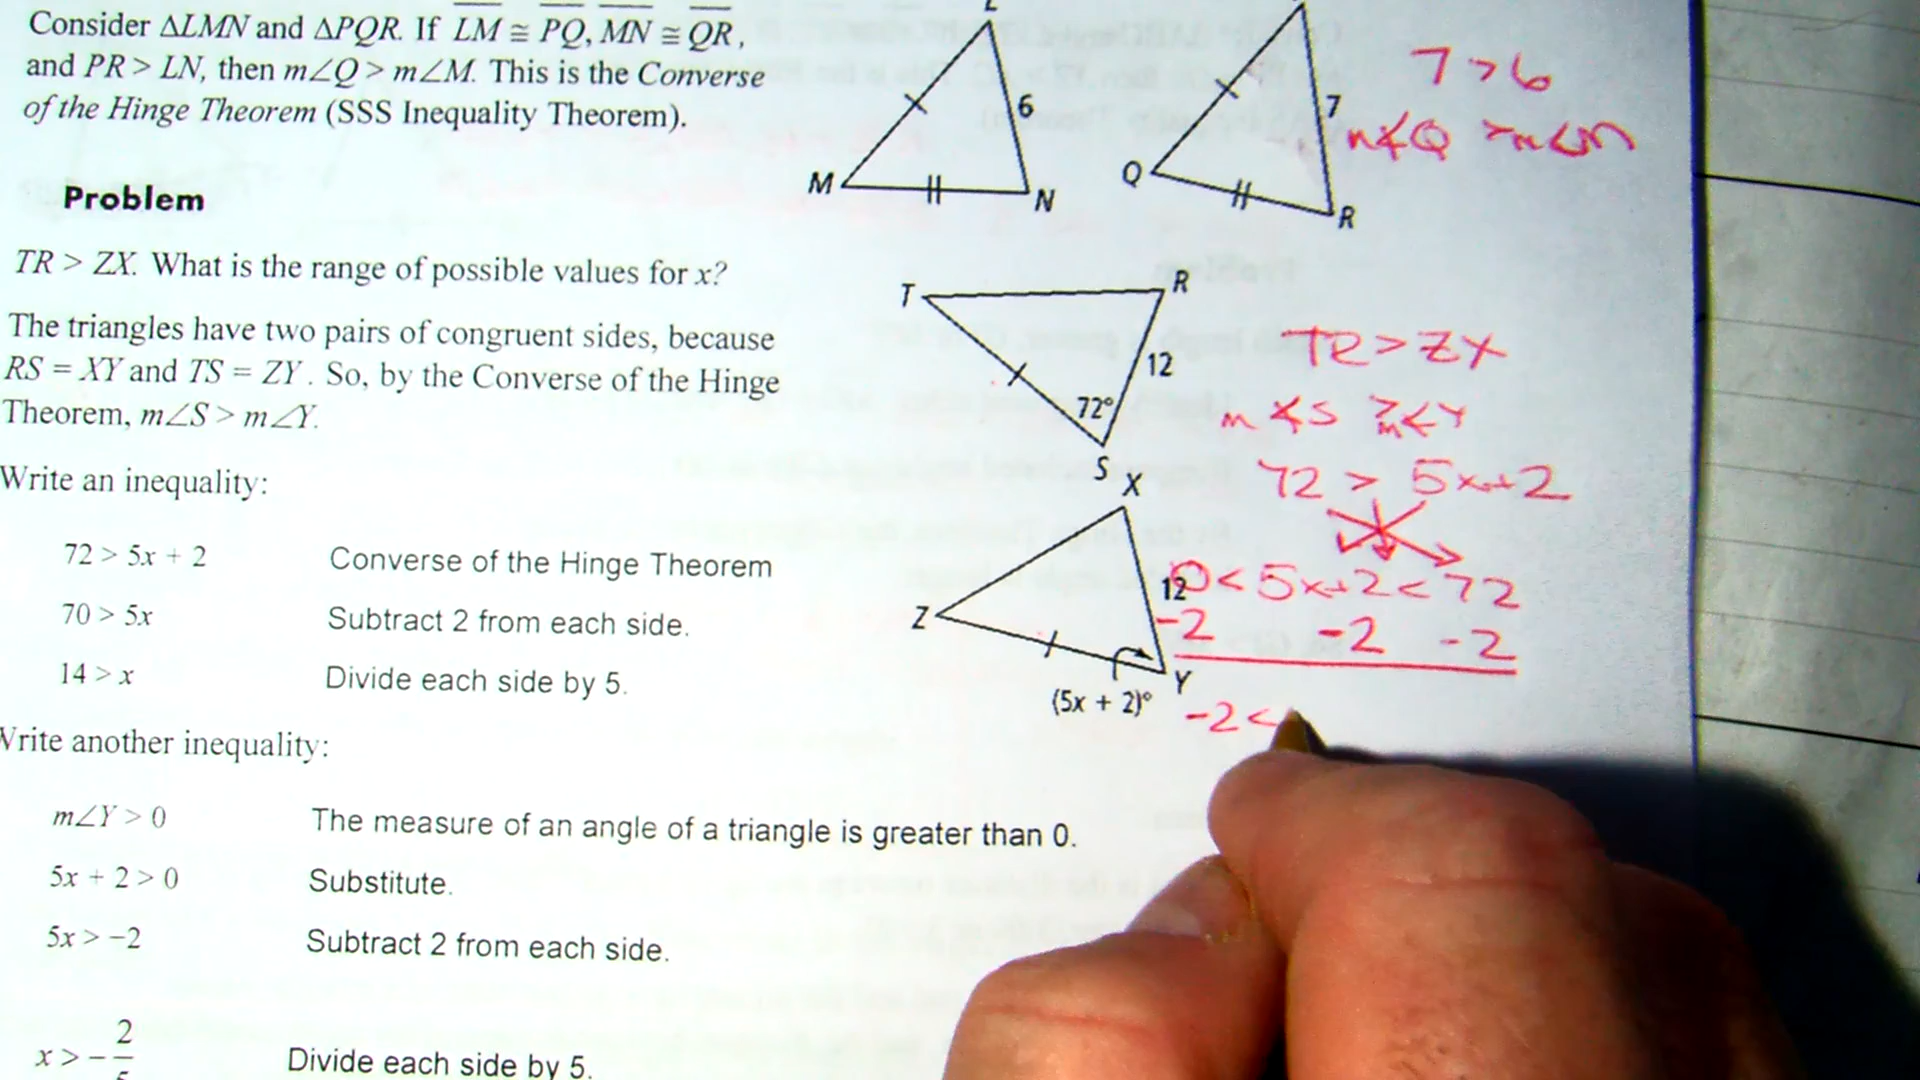 Consider ΔLMN and ΔPQR. If LM ≅ PQ, MN ≅ QR,
and PR > LN, then m∠Q > m∠M. This is the Converse
of the Hinge Theorem (SSS Inequality Theorem).
M
N
6
Q
R
7
7 > 6
m∠Q > m∠M
Problem
TR > ZX. What is the range of possible values for x?
The triangles have two pairs of congruent sides, because
RS = XY and TS = ZY. So, by the Converse of the Hinge
Theorem, m∠S > m∠Y.
T
R
12
72°
S
TR > ZX
m∠S > m∠Y
72 > 5x+2
Write an inequality:
72 > 5x + 2 Converse of the Hinge Theorem
70 > 5x Subtract 2 from each side.
14 > x Divide each side by 5.
X
Z
12
Y
(5x + 2)°
0 < 5x+2 < 72
-2 -2 -2
-2 <
Write another inequality:
m∠Y > 0 The measure of an angle of a triangle is greater than 0.
5x + 2 > 0 Substitute.
5x > −2 Subtract 2 from each side.
x > −2/5 Divide each side by 5.